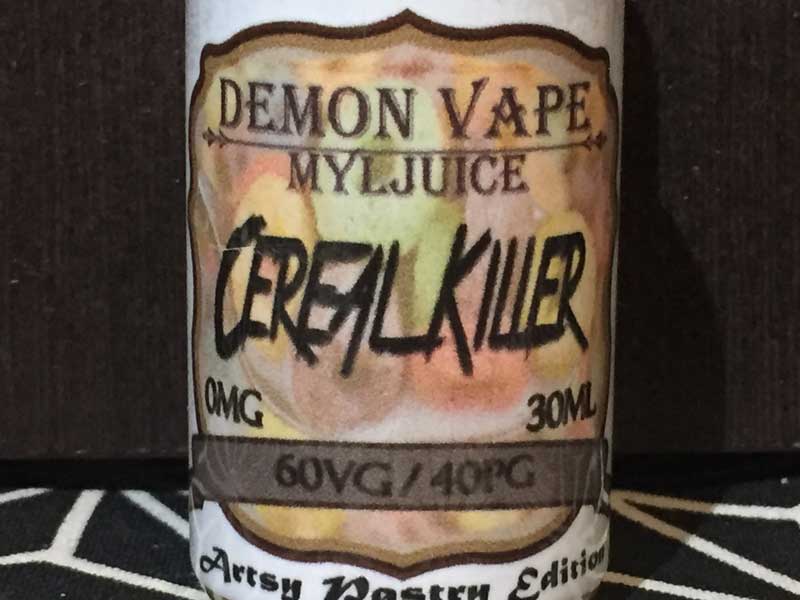 DEMON VAPE
MYLJUICE
CEREAL KILLER
0MG
30ML
60VG / 40PG
Artsy Pastry Edition